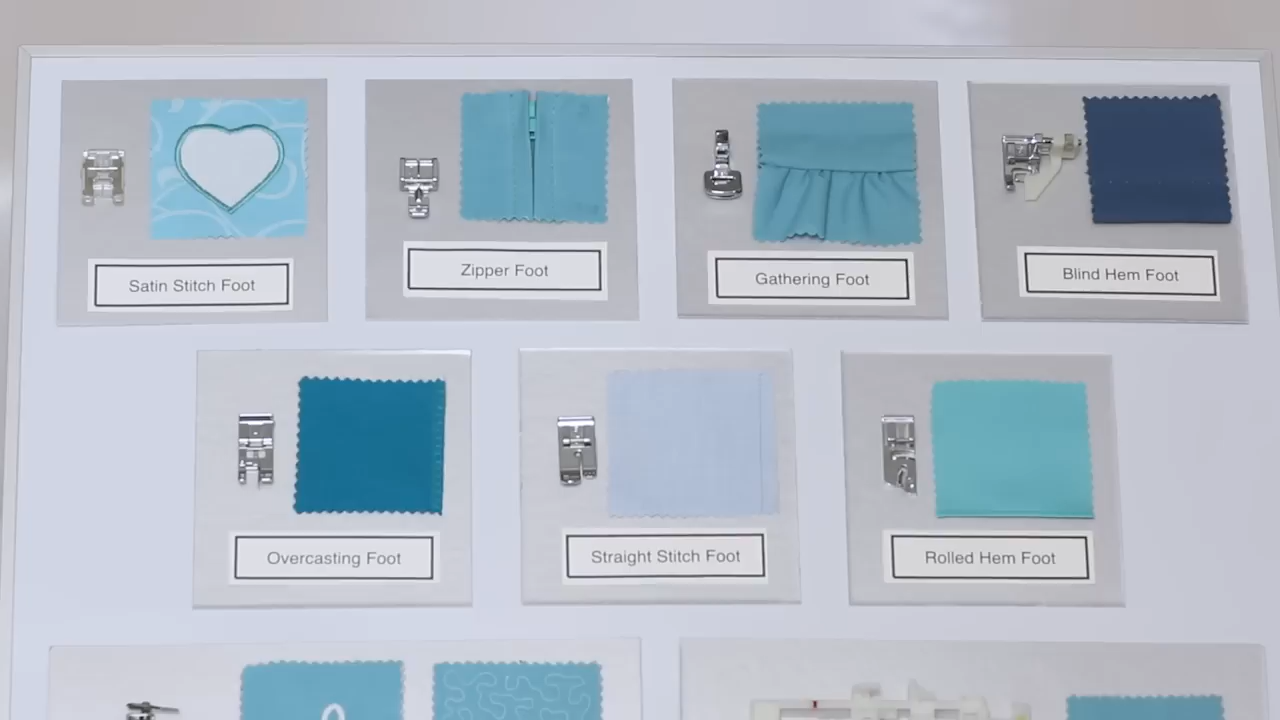 Satin Stitch Foot
Zipper Foot
Gathering Foot
Blind Hem Foot
Overcasting Foot
Straight Stitch Foot
Rolled Hem Foot